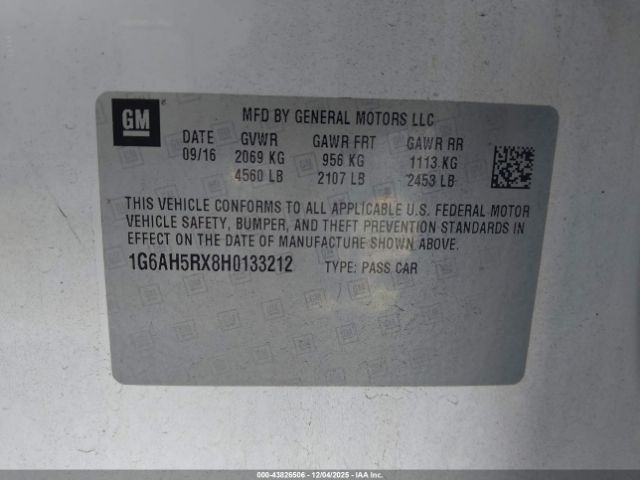 GM
MFD BY GENERAL MOTORS LLC
DATE GVWR GAWR FRT GAWR RR
09/16 2069 KG 956 KG 1113 KG
4560 LB 2107 LB 2453 LB
THIS VEHICLE CONFORMS TO ALL APPLICABLE U.S. FEDERAL MOTOR
VEHICLE SAFETY, BUMPER, AND THEFT PREVENTION STANDARDS IN
EFFECT ON THE DATE OF MANUFACTURE SHOWN ABOVE.
1G6AH5RX8H0133212 TYPE: PASS CAR
000-43826506 - 12/04/2025 - IAA Inc.